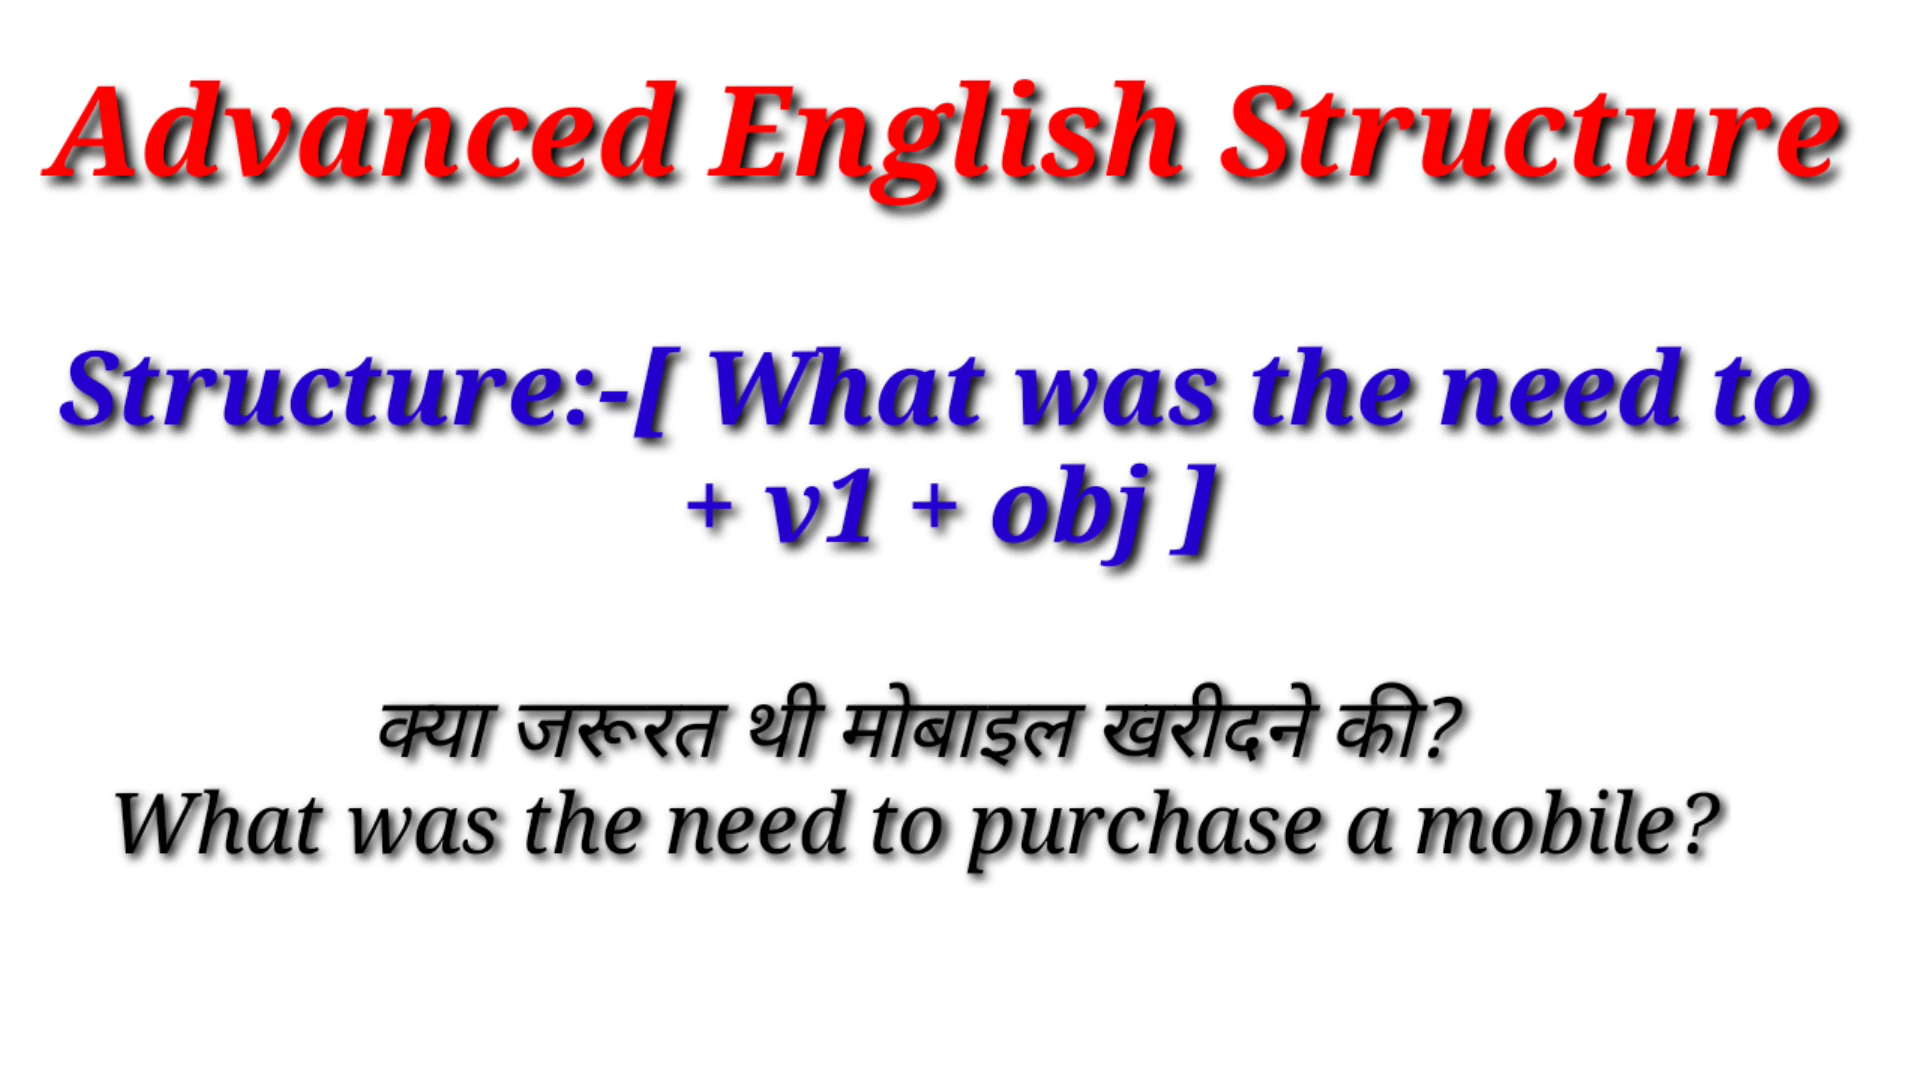 Advanced English Structure
Structure:-[ What was the need to
+ v1 + obj ]
क्या जरूरत थी मोबाइल खरीदने की?
What was the need to purchase a mobile?